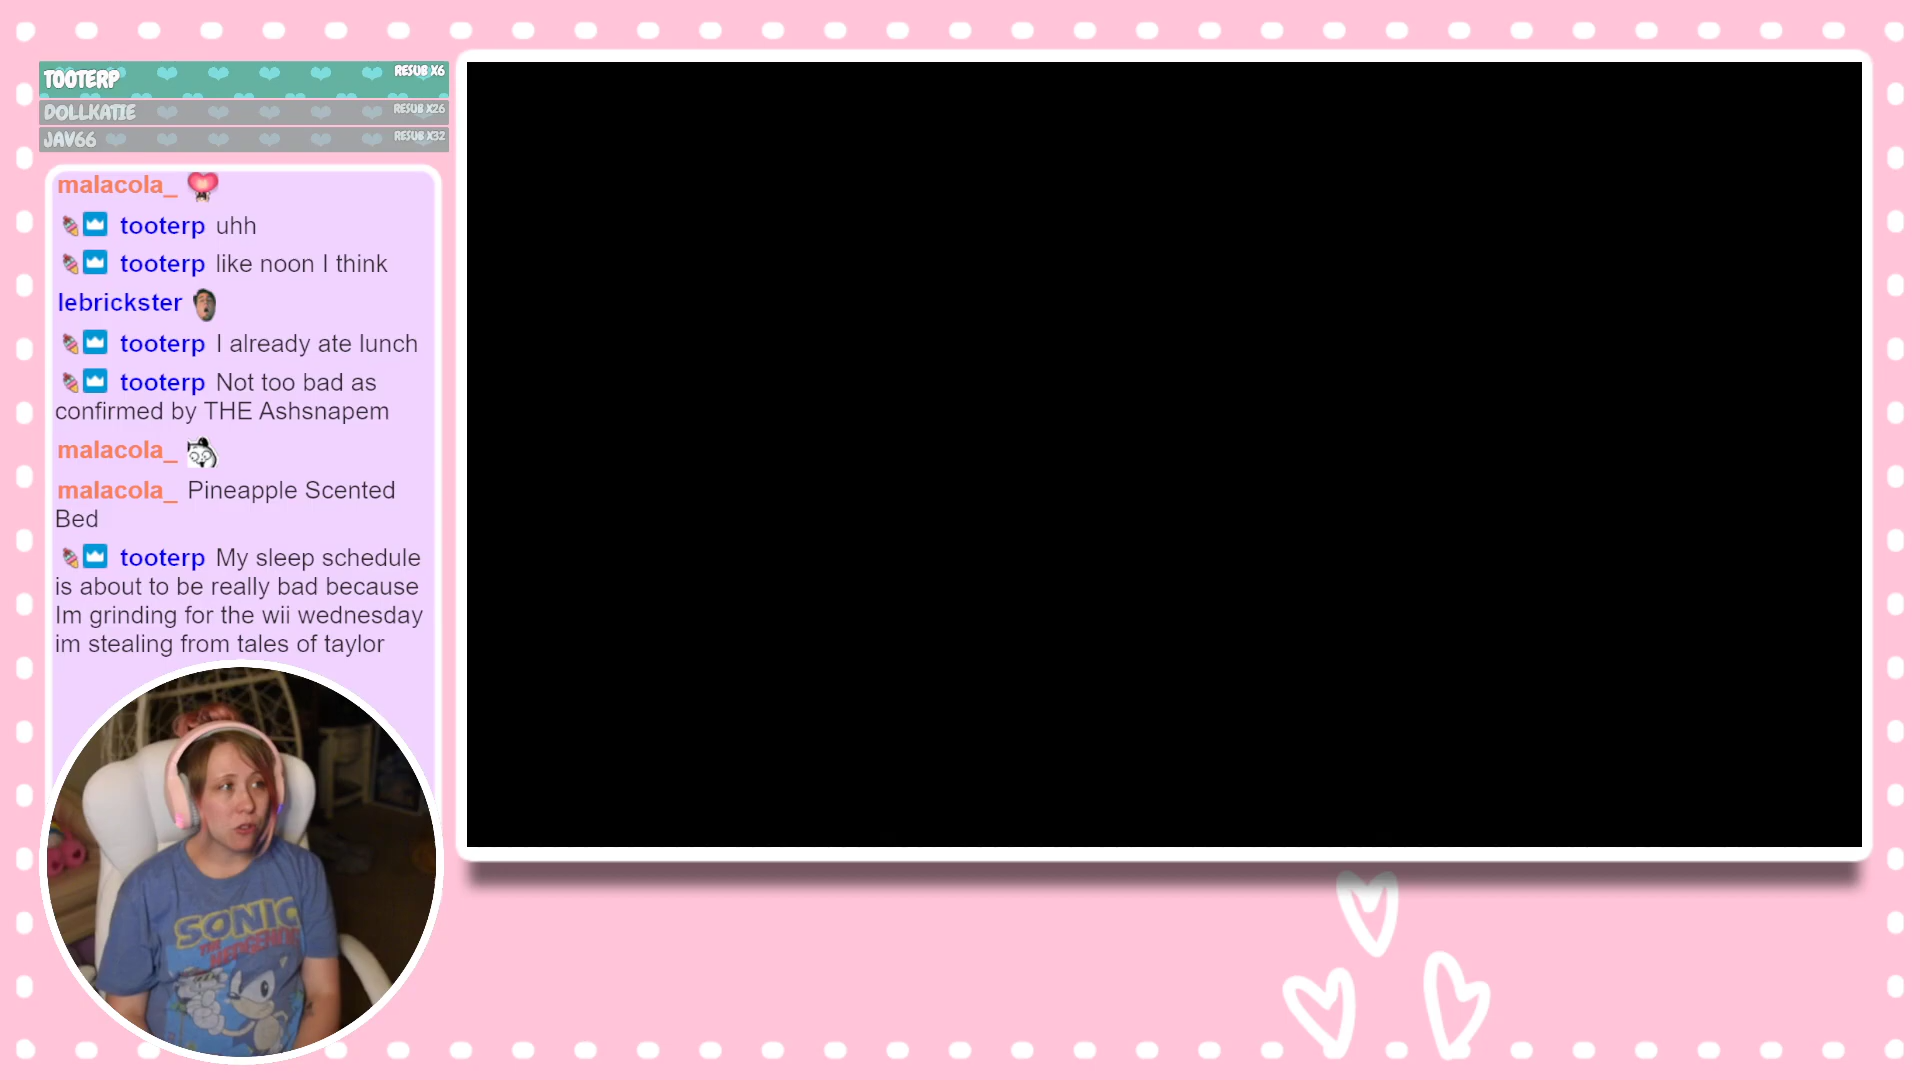 TOOTERP RESUB X6
DOLLKATIE RESUB X26
JAV66 RESUB X32
malacola_
tooterp uhh
tooterp like noon I think
lebrickster
tooterp I already ate lunch
tooterp Not too bad as
confirmed by THE Ashsnapem
malacola_
malacola_ Pineapple Scented
Bed
tooterp My sleep schedule
is about to be really bad because
Im grinding for the wii wednesday
im stealing from tales of taylor
SONIC
THE
HEDGEHOG